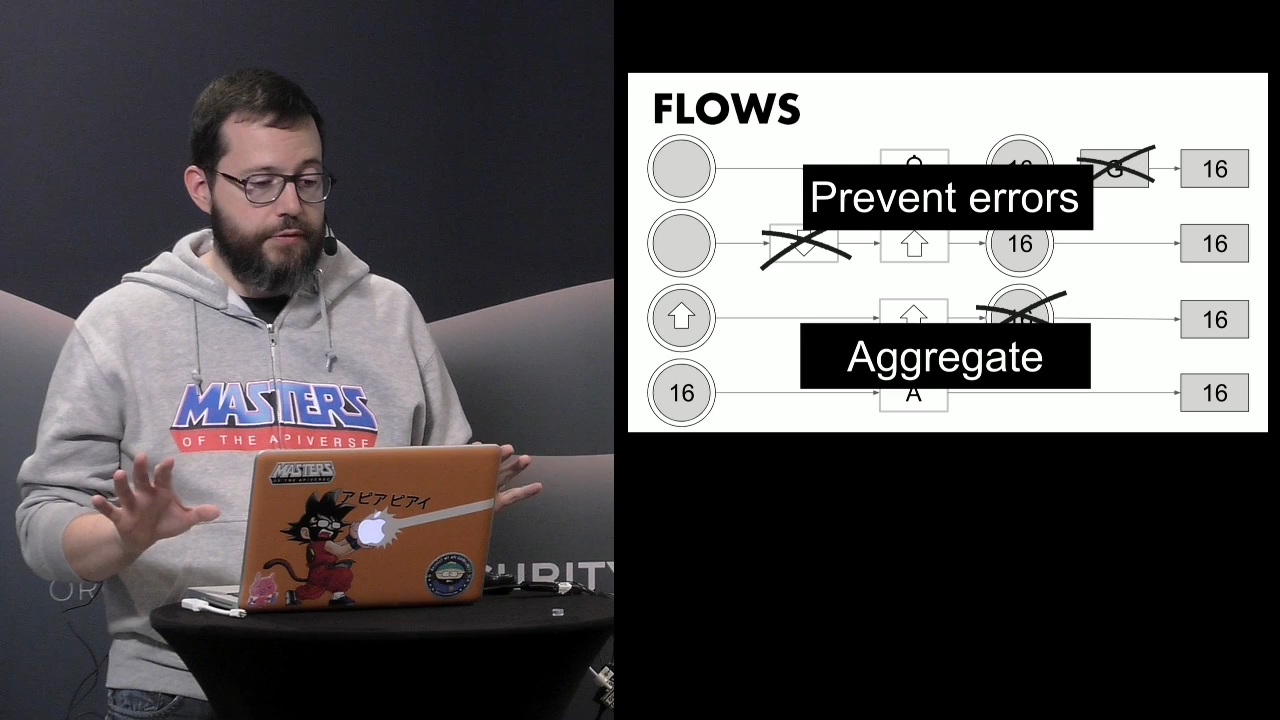 FLOWS
16
Prevent errors
16
16
16
Aggregate
16
A
16
MASTERS
OF THE APIVERSE
MASTERS
OF THE APIVERSE
アピアピアイ